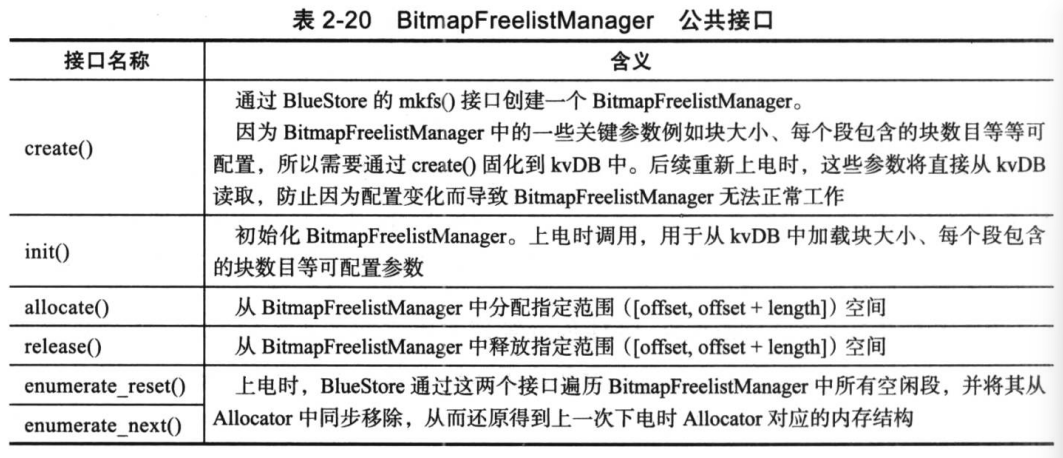 表 2-20 BitmapFreelistManager 公共接口
接口名称 含义
create()
通过 BlueStore 的 mkfs() 接口创建一个 BitmapFreelistManager。
因为 BitmapFreelistManager 中的一些关键参数例如块大小、每个段包含的块数目等等可
配置，所以需要通过 create() 固化到 kvDB 中。后续重新上电时，这些参数将直接从 kvDB
读取，防止因为配置变化而导致 BitmapFreelistManager 无法正常工作
init()
初始化 BitmapFreelistManager。上电时调用，用于从 kvDB 中加载块大小、每个段包含
的块数目等可配置参数
allocate() 从 BitmapFreelistManager 中分配指定范围（[offset, offset + length]）空间
release() 从 BitmapFreelistManager 中释放指定范围（[offset, offset + length]）空间
enumerate_reset()
enumerate_next()
上电时，BlueStore 通过这两个接口遍历 BitmapFreelistManager 中所有空闲段，并将其从
Allocator 中同步移除，从而还原得到上一次下电时 Allocator 对应的内存结构